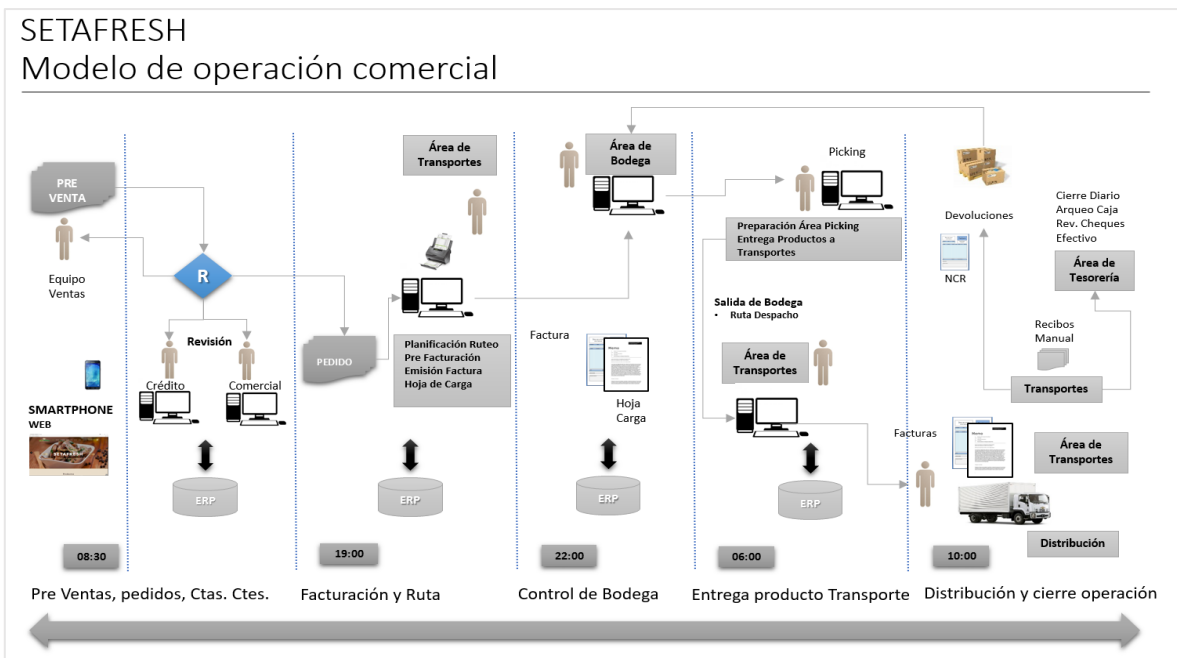 SETAFRESH
Modelo de operación comercial
PRE
VENTA
Equipo
Ventas
SMARTPHONE
WEB
SETAFRESH
08:30
Pre Ventas, pedidos, Ctas. Ctes.
R
Revisión
Crédito
Comercial
ERP
Área de
Transportes
PEDIDO
Planificación Ruteo
Pre Facturación
Emisión Factura
Hoja de Carga
ERP
19:00
Facturación y Ruta
Área de
Bodega
Factura
Hoja
Carga
ERP
22:00
Control de Bodega
Picking
Preparación Área Picking
Entrega Productos a
Transportes
Salida de Bodega
• Ruta Despacho
Área de
Transportes
ERP
06:00
Entrega producto Transporte
Devoluciones
NCR
Cierre Diario
Arqueo Caja
Rev. Cheques
Efectivo
Área de
Tesorería
Recibos
Manual
Transportes
Facturas
Área de
Transportes
Distribución
10:00
Distribución y cierre operación